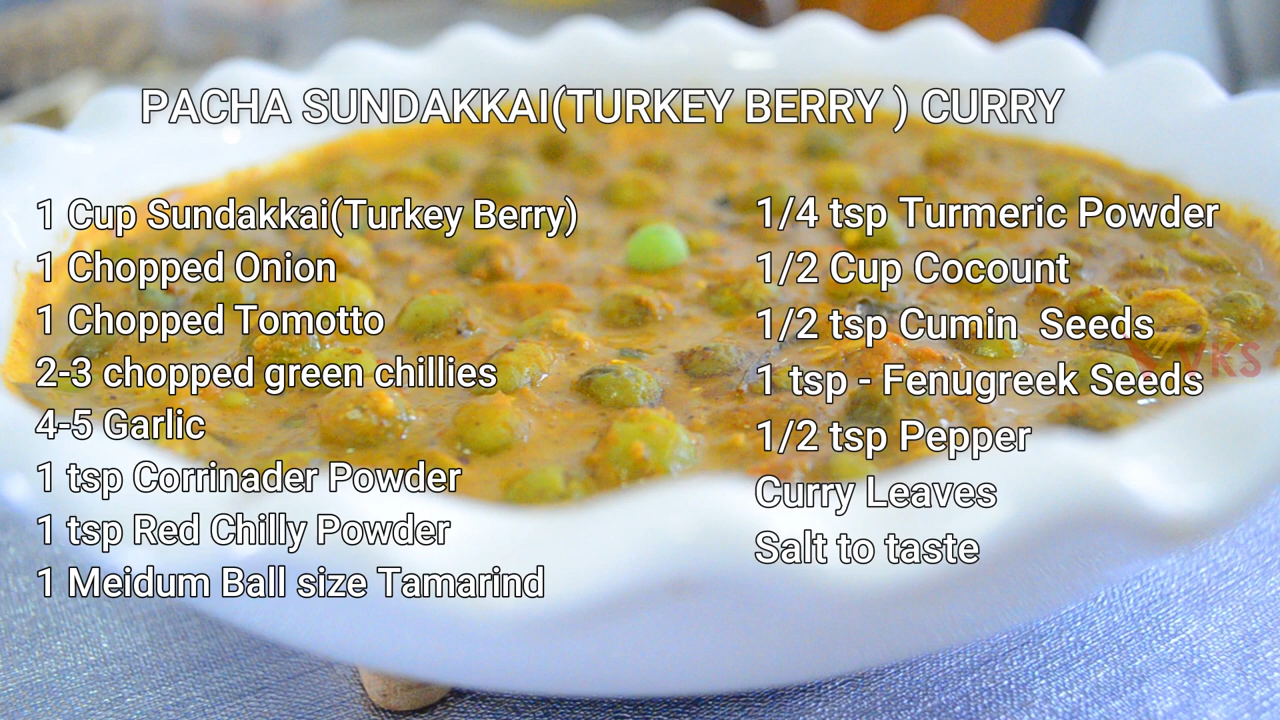 PACHA SUNDAKKAI(TURKEY BERRY ) CURRY
1 Cup Sundakkai(Turkey Berry)
1 Chopped Onion
1 Chopped Tomotto
2-3 chopped green chillies
4-5 Garlic
1 tsp Corrinader Powder
1 tsp Red Chilly Powder
1 Meidum Ball size Tamarind
1/4 tsp Turmeric Powder
1/2 Cup Cocount
1/2 tsp Cumin  Seeds
1 tsp - Fenugreek Seeds
1/2 tsp Pepper
Curry Leaves
Salt to taste
VKS